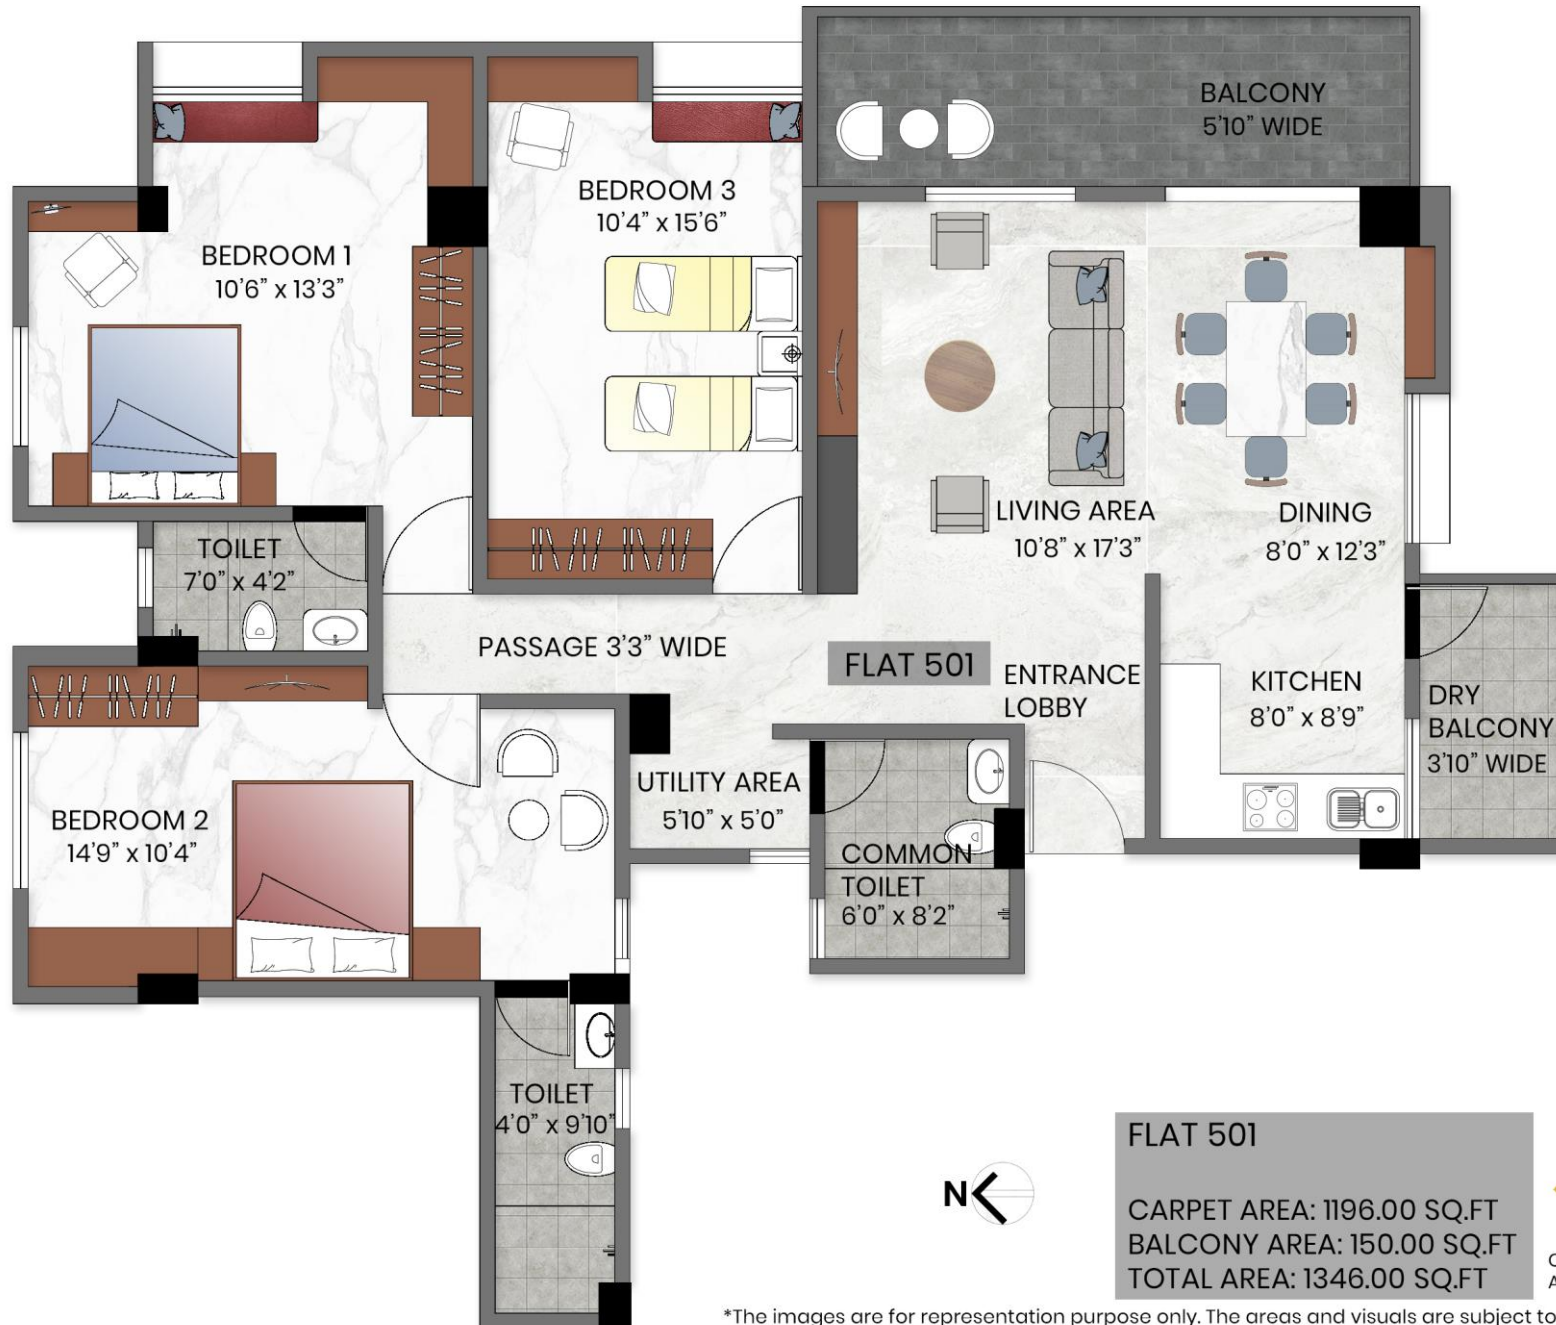 BALCONY
5'10" WIDE
BEDROOM 3
10'4" x 15'6"
BEDROOM 1
10'6" x 13'3"
LIVING AREA
10'8" x 17'3"
DINING
8'0" x 12'3"
TOILET
7'0" x 4'2"
PASSAGE 3'3" WIDE
FLAT 501
ENTRANCE
LOBBY
KITCHEN
8'0" x 8'9"
DRY
BALCONY
3'10" WIDE
UTILITY AREA
5'10" x 5'0"
BEDROOM 2
14'9" x 10'4"
COMMON
TOILET
6'0" x 8'2"
TOILET
4'0" x 9'10"
N
FLAT 501
CARPET AREA: 1196.00 SQ.FT
BALCONY AREA: 150.00 SQ.FT
TOTAL AREA: 1346.00 SQ.FT
*The images are for representation purpose only. The areas and visuals are subject to